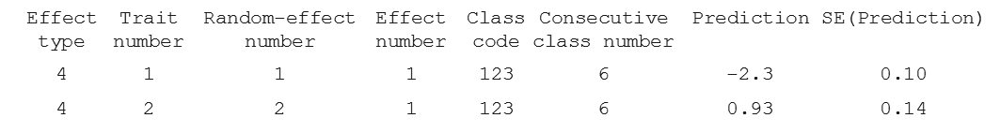 Effect Trait Random-effect Effect Class Consecutive Prediction SE(Prediction)
type number number number code class number
4 1 1 1 123 6 -2.3 0.10
4 2 2 1 123 6 0.93 0.14